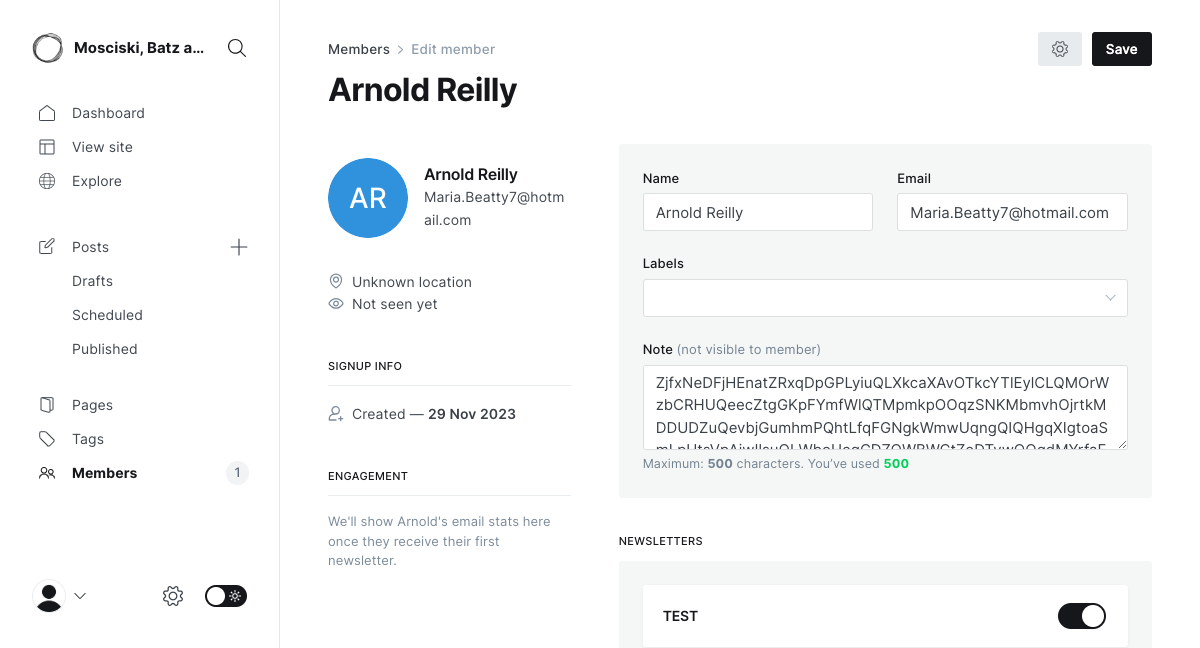 Mosciski, Batz a...
Dashboard
View site
Explore
Posts
Drafts
Scheduled
Published
Pages
Tags
Members
1
Members > Edit member
Arnold Reilly
Save
AR
Arnold Reilly
Maria.Beatty7@hotm
ail.com
Unknown location
Not seen yet
SIGNUP INFO
Created — 29 Nov 2023
ENGAGEMENT
We'll show Arnold's email stats here
once they receive their first
newsletter.
Name
Email
Arnold Reilly
Maria.Beatty7@hotmail.com
Labels
Note (not visible to member)
Maximum: 500 characters. You've used 500
NEWSLETTERS
TEST